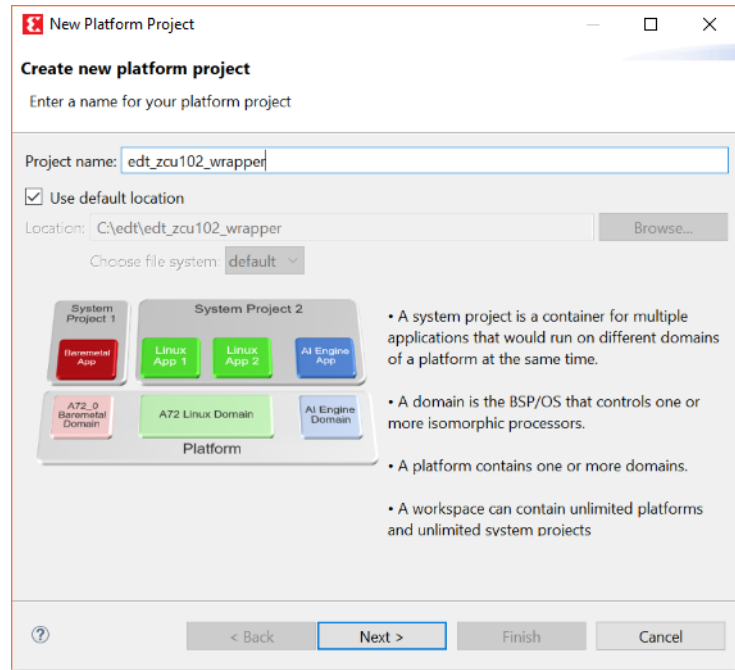 New Platform Project
Create new platform project
Enter a name for your platform project
Project name: edt_zcu102_wrapper
Use default location
Location: C:\edt\edt_zcu102_wrapper Browse...
Choose file system: default
System
Project 1
System Project 2
Baremetal
App
Linux
App 1
Linux
App 2
AI Engine
App
A72_0
Baremetal
Domain
A72 Linux Domain
AI Engine
Domain
Platform
• A system project is a container for multiple
applications that would run on different domains
of a platform at the same time.
• A domain is the BSP/OS that controls one or
more isomorphic processors.
• A platform contains one or more domains.
• A workspace can contain unlimited platforms
and unlimited system projects
? < Back Next > Finish Cancel